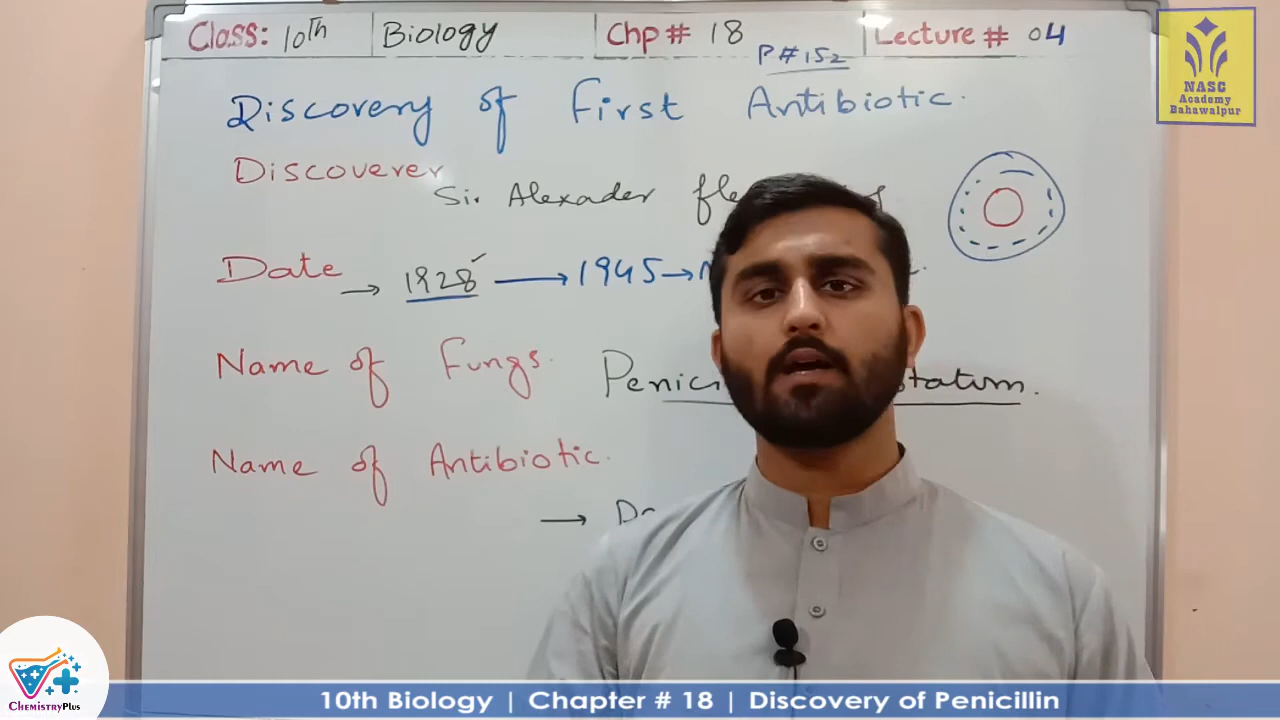 Class: 10th Biology Chp # 18 Lecture # 04
P # 152
Discovery of First Antibiotic.
Discoverer
Sir Alexader
Date → 1928 → 1945 →
Name of Fungs.
Name of Antibiotic.
→
NASC
Academy
Bahawalpur
ChemistryPlus
10th Biology | Chapter # 18 | Discovery of Penicillin